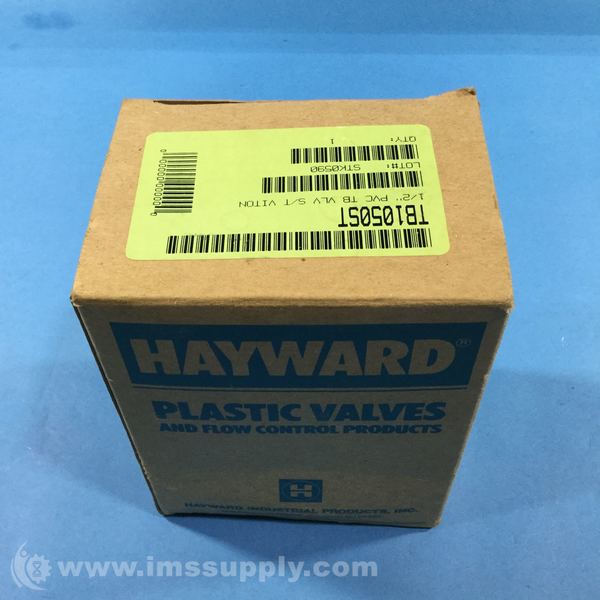 TB1050ST
1/2" PVC TB VLV S/T VITON
LOT#: STK0590
QTY: 1
HAYWARD®
PLASTIC VALVES
AND FLOW CONTROL PRODUCTS
H
HAYWARD INDUSTRIAL PRODUCTS, INC.
www.imssupply.com